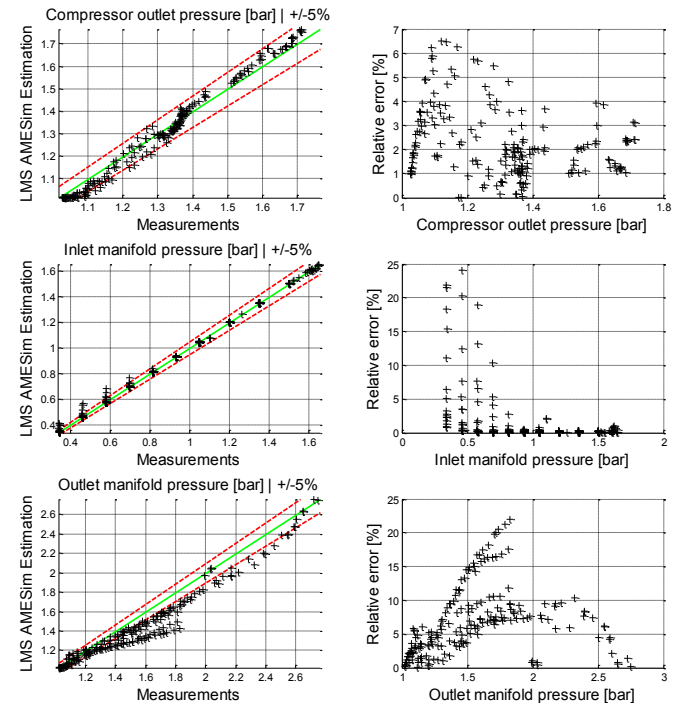 Compressor outlet pressure [bar] | +/-5%
LMS AMESim Estimation
1.7
1.6
1.5
1.4
1.3
1.2
1.1
1.1 1.2 1.3 1.4 1.5 1.6 1.7
Measurements
Relative error [%]
7
6
5
4
3
2
1
0
1 1.2 1.4 1.6 1.8
Compressor outlet pressure [bar]
Inlet manifold pressure [bar] | +/-5%
LMS AMESim Estimation
1.6
1.4
1.2
1
0.8
0.6
0.4
0.4 0.6 0.8 1 1.2 1.4 1.6
Measurements
Relative error [%]
25
20
15
10
5
0
0 0.5 1 1.5 2
Inlet manifold pressure [bar]
Outlet manifold pressure [bar] | +/-5%
LMS AMESim Estimation
2.6
2.4
2.2
2
1.8
1.6
1.4
1.2
1.2 1.4 1.6 1.8 2 2.2 2.4 2.6
Measurements
Relative error [%]
25
20
15
10
5
0
1 1.5 2 2.5 3
Outlet manifold pressure [bar]